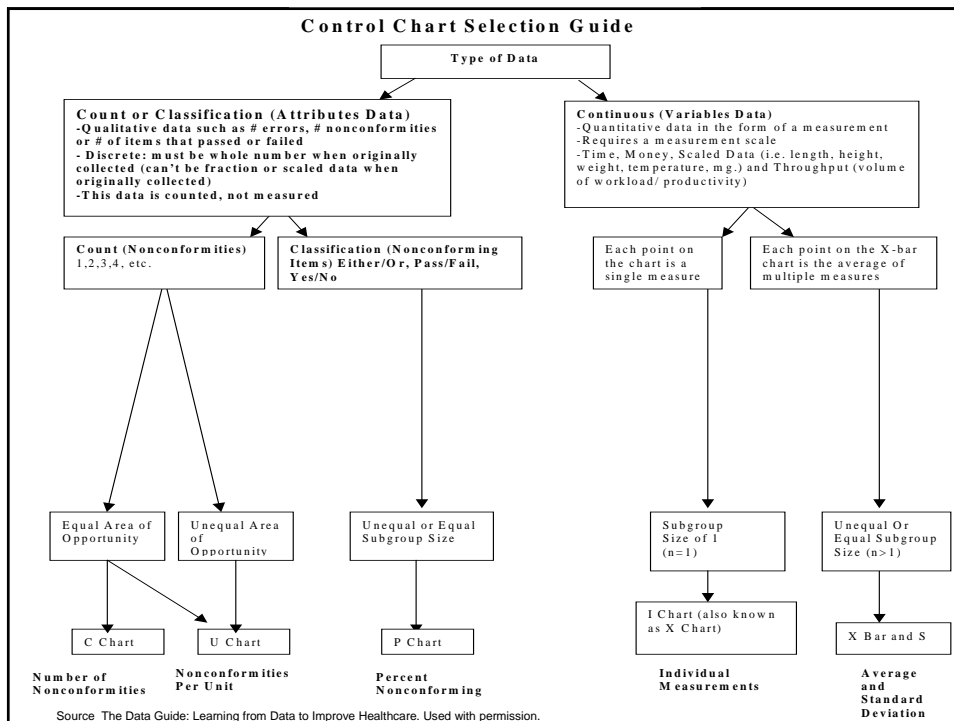 Control Chart Selection Guide
Type of Data
Count or Classification (Attributes Data)
-Qualitative data such as # errors, # nonconformities
or # of items that passed or failed
- Discrete: must be whole number when originally
collected (can't be fraction or scaled data when
originally collected)
-This data is counted, not measured
Continuous (Variables Data)
-Quantitative data in the form of a measurement
-Requires a measurement scale
-Time, Money, Scaled Data (i.e. length, height,
weight, temperature, mg.) and Throughput (volume
of workload/ productivity)
Count (Nonconformities)
1,2,3,4, etc.
Classification (Nonconforming
Items) Either/Or, Pass/Fail,
Yes/No
Each point on
the chart is a
single measure
Each point on the X-bar
chart is the average of
multiple measures
Equal Area of
Opportunity
Unequal Area
of
Opportunity
Unequal or Equal
Subgroup Size
Subgroup
Size of 1
(n=1)
Unequal Or
Equal Subgroup
Size (n>1)
C Chart
U Chart
P Chart
I Chart (also known
as X Chart)
X Bar and S
Number of
Nonconformities
Nonconformities
Per Unit
Percent
Nonconforming
Individual
Measurements
Average
and
Standard
Deviation
Source The Data Guide: Learning from Data to Improve Healthcare. Used with permission.